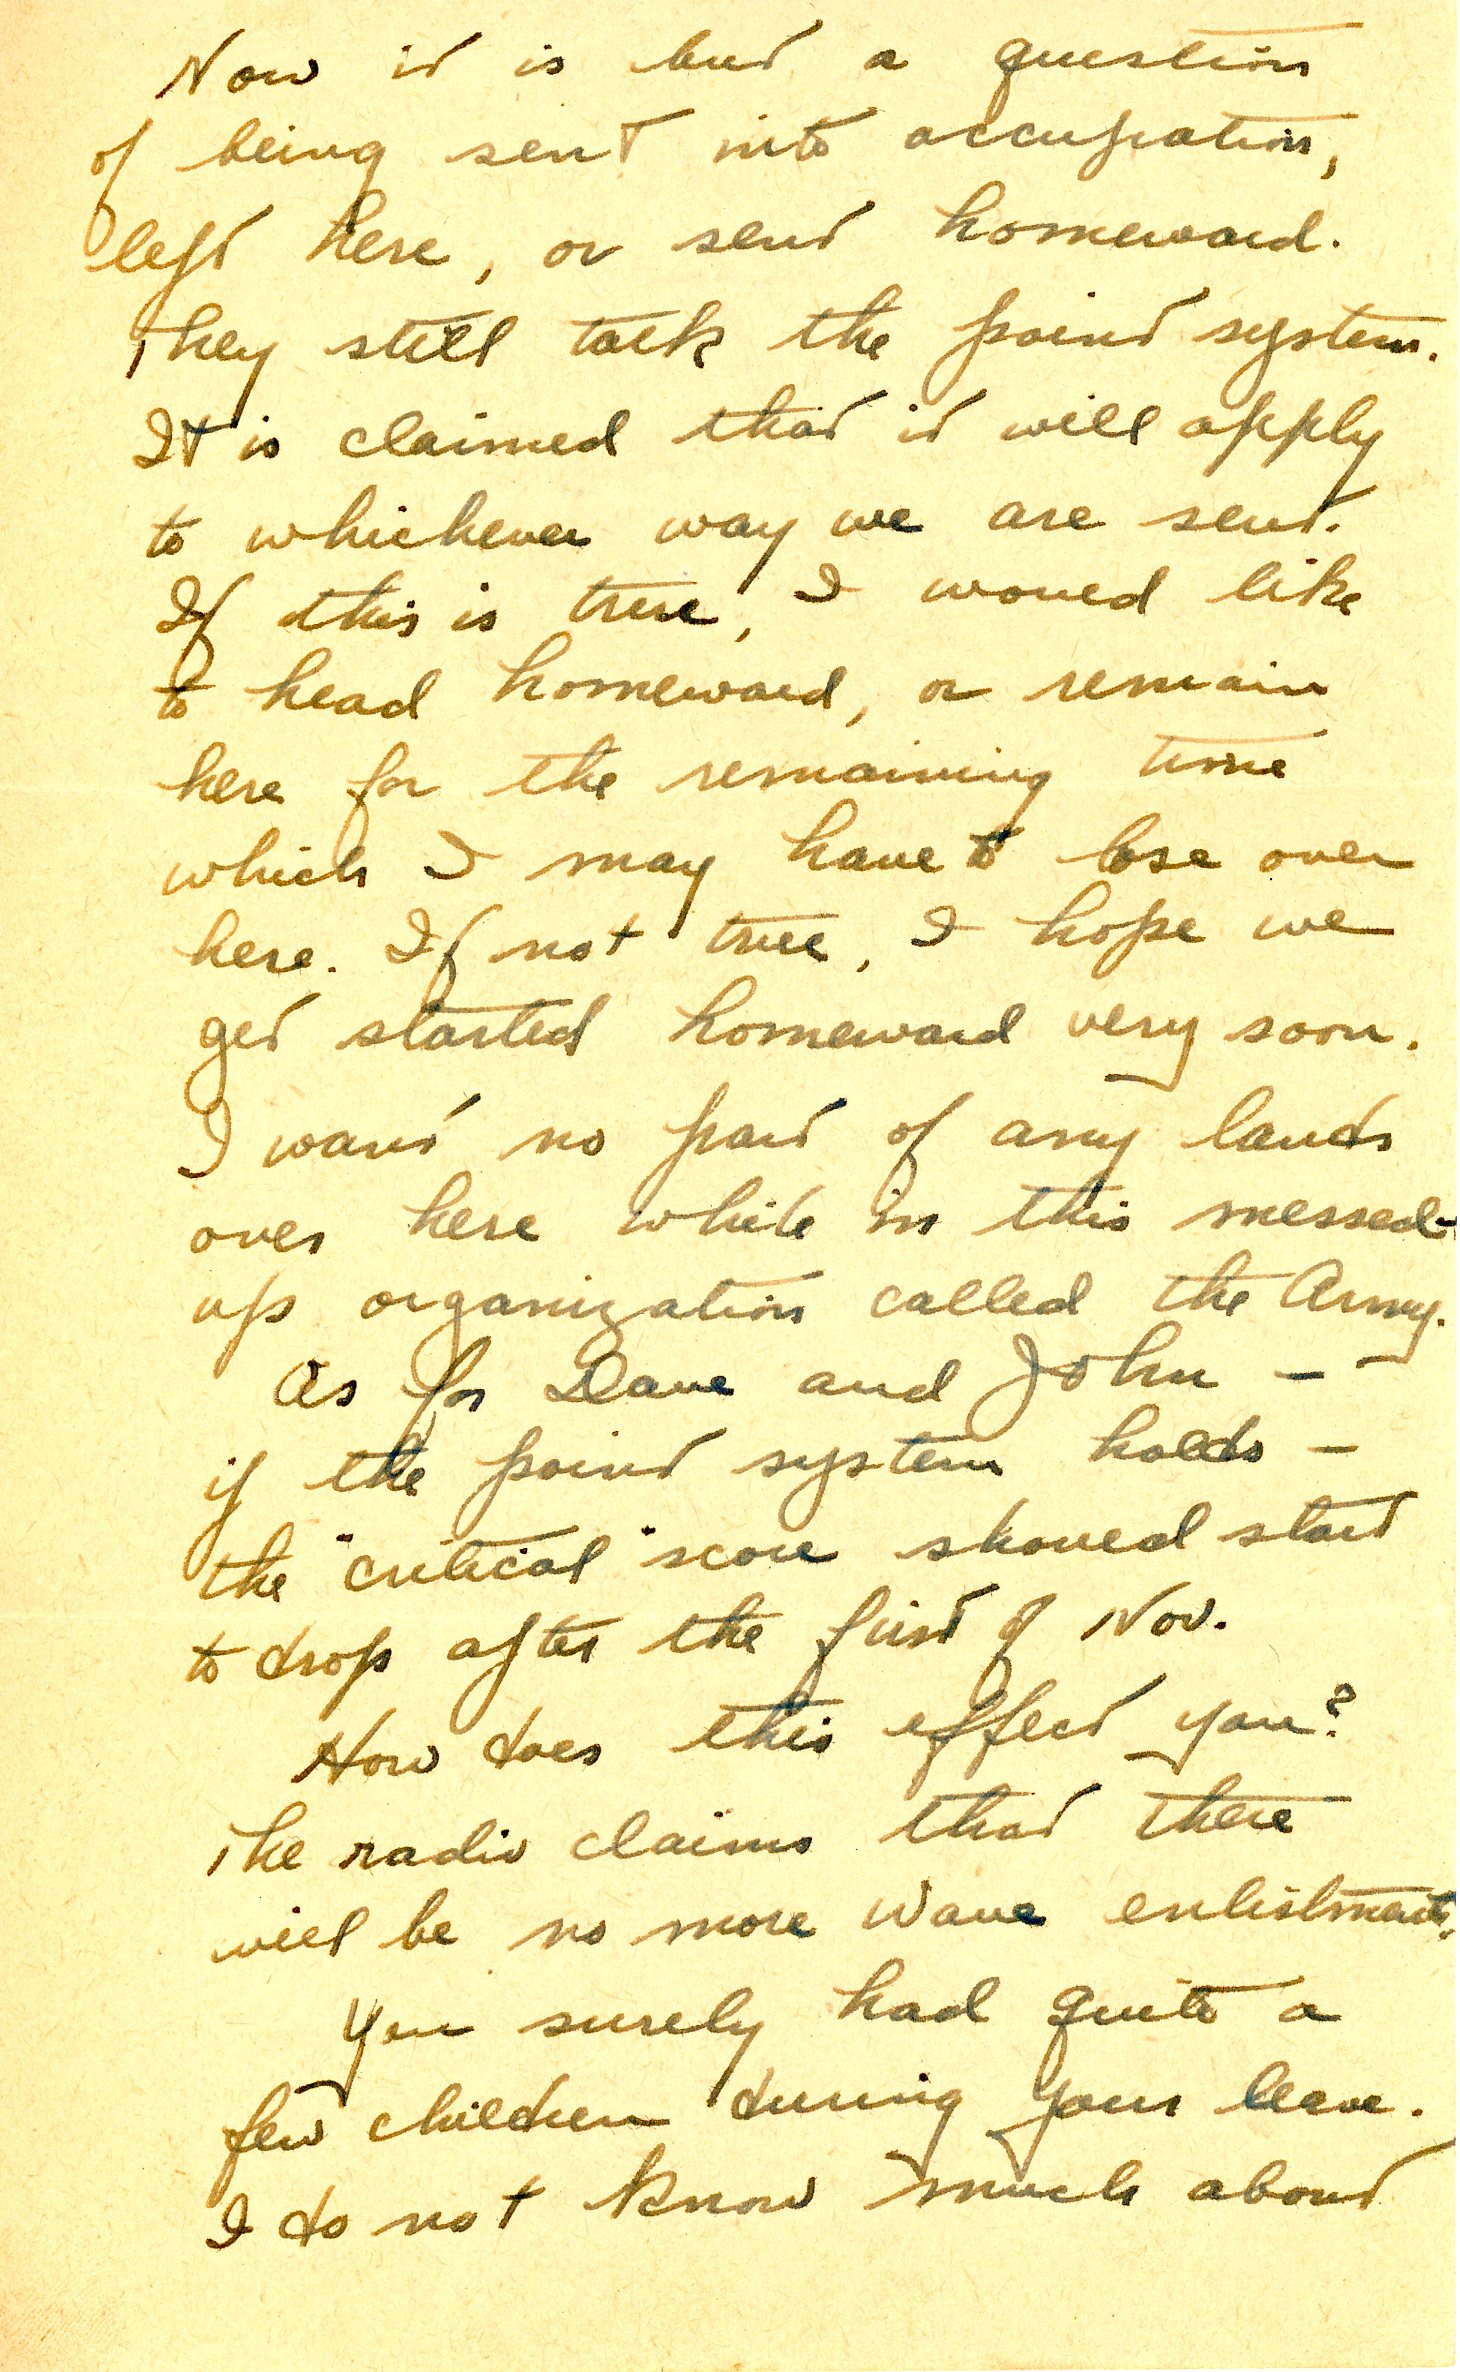 Now it is but a question
of being sent into occupation,
left here, or sent homeward.
They still talk the point system.
It is claimed that it will apply
to whichever way we are sent.
If this is true, I would like
to head homeward, or remain
here for the remaining time
which I may have to lose over
here. If not true, I hope we
get started homeward very soon.
I want no part of any lands
over here while in this messed-
up organization called the Army.
As for Dave and John -
if the point system holds -
the "critical" score should start
to drop after the first of Nov.
How does this effect you?
The radio claims that there
will be no more Wave enlistments.
You surely had quite a
few children during your leave.
I do not know much about